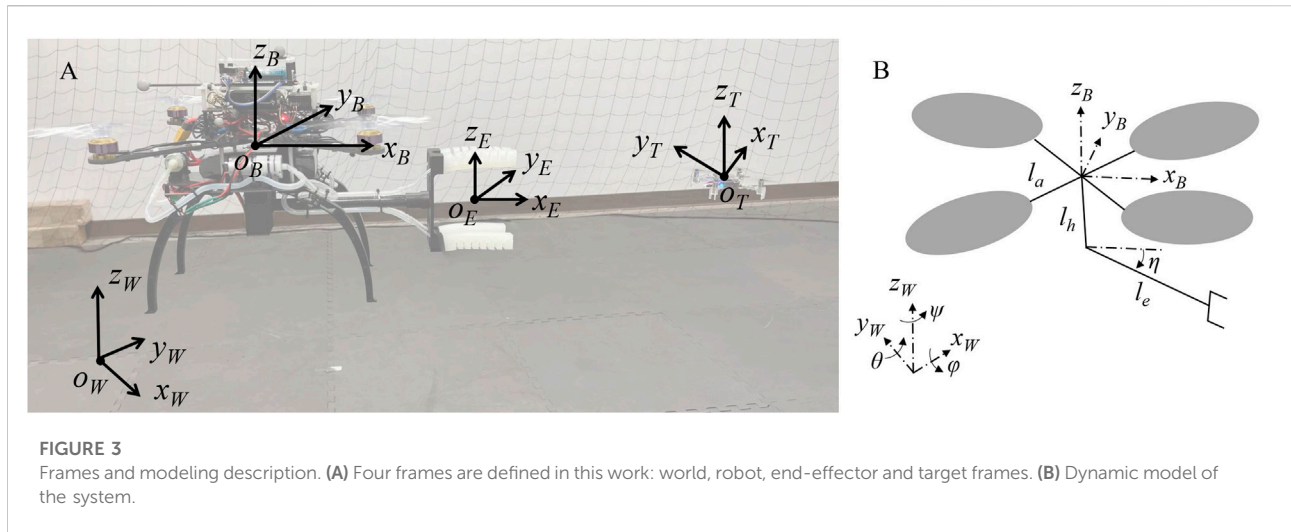 A
z_B
y_B
x_B
o_B
z_E
y_E
x_E
o_E
z_T
y_T
x_T
o_T
z_W
y_W
x_W
o_W
B
z_B
y_B
x_B
l_a
l_h
η
l_e
z_W
ψ
y_W
x_W
θ
φ
FIGURE 3
Frames and modeling description. (A) Four frames are defined in this work: world, robot, end-effector and target frames. (B) Dynamic model of
the system.